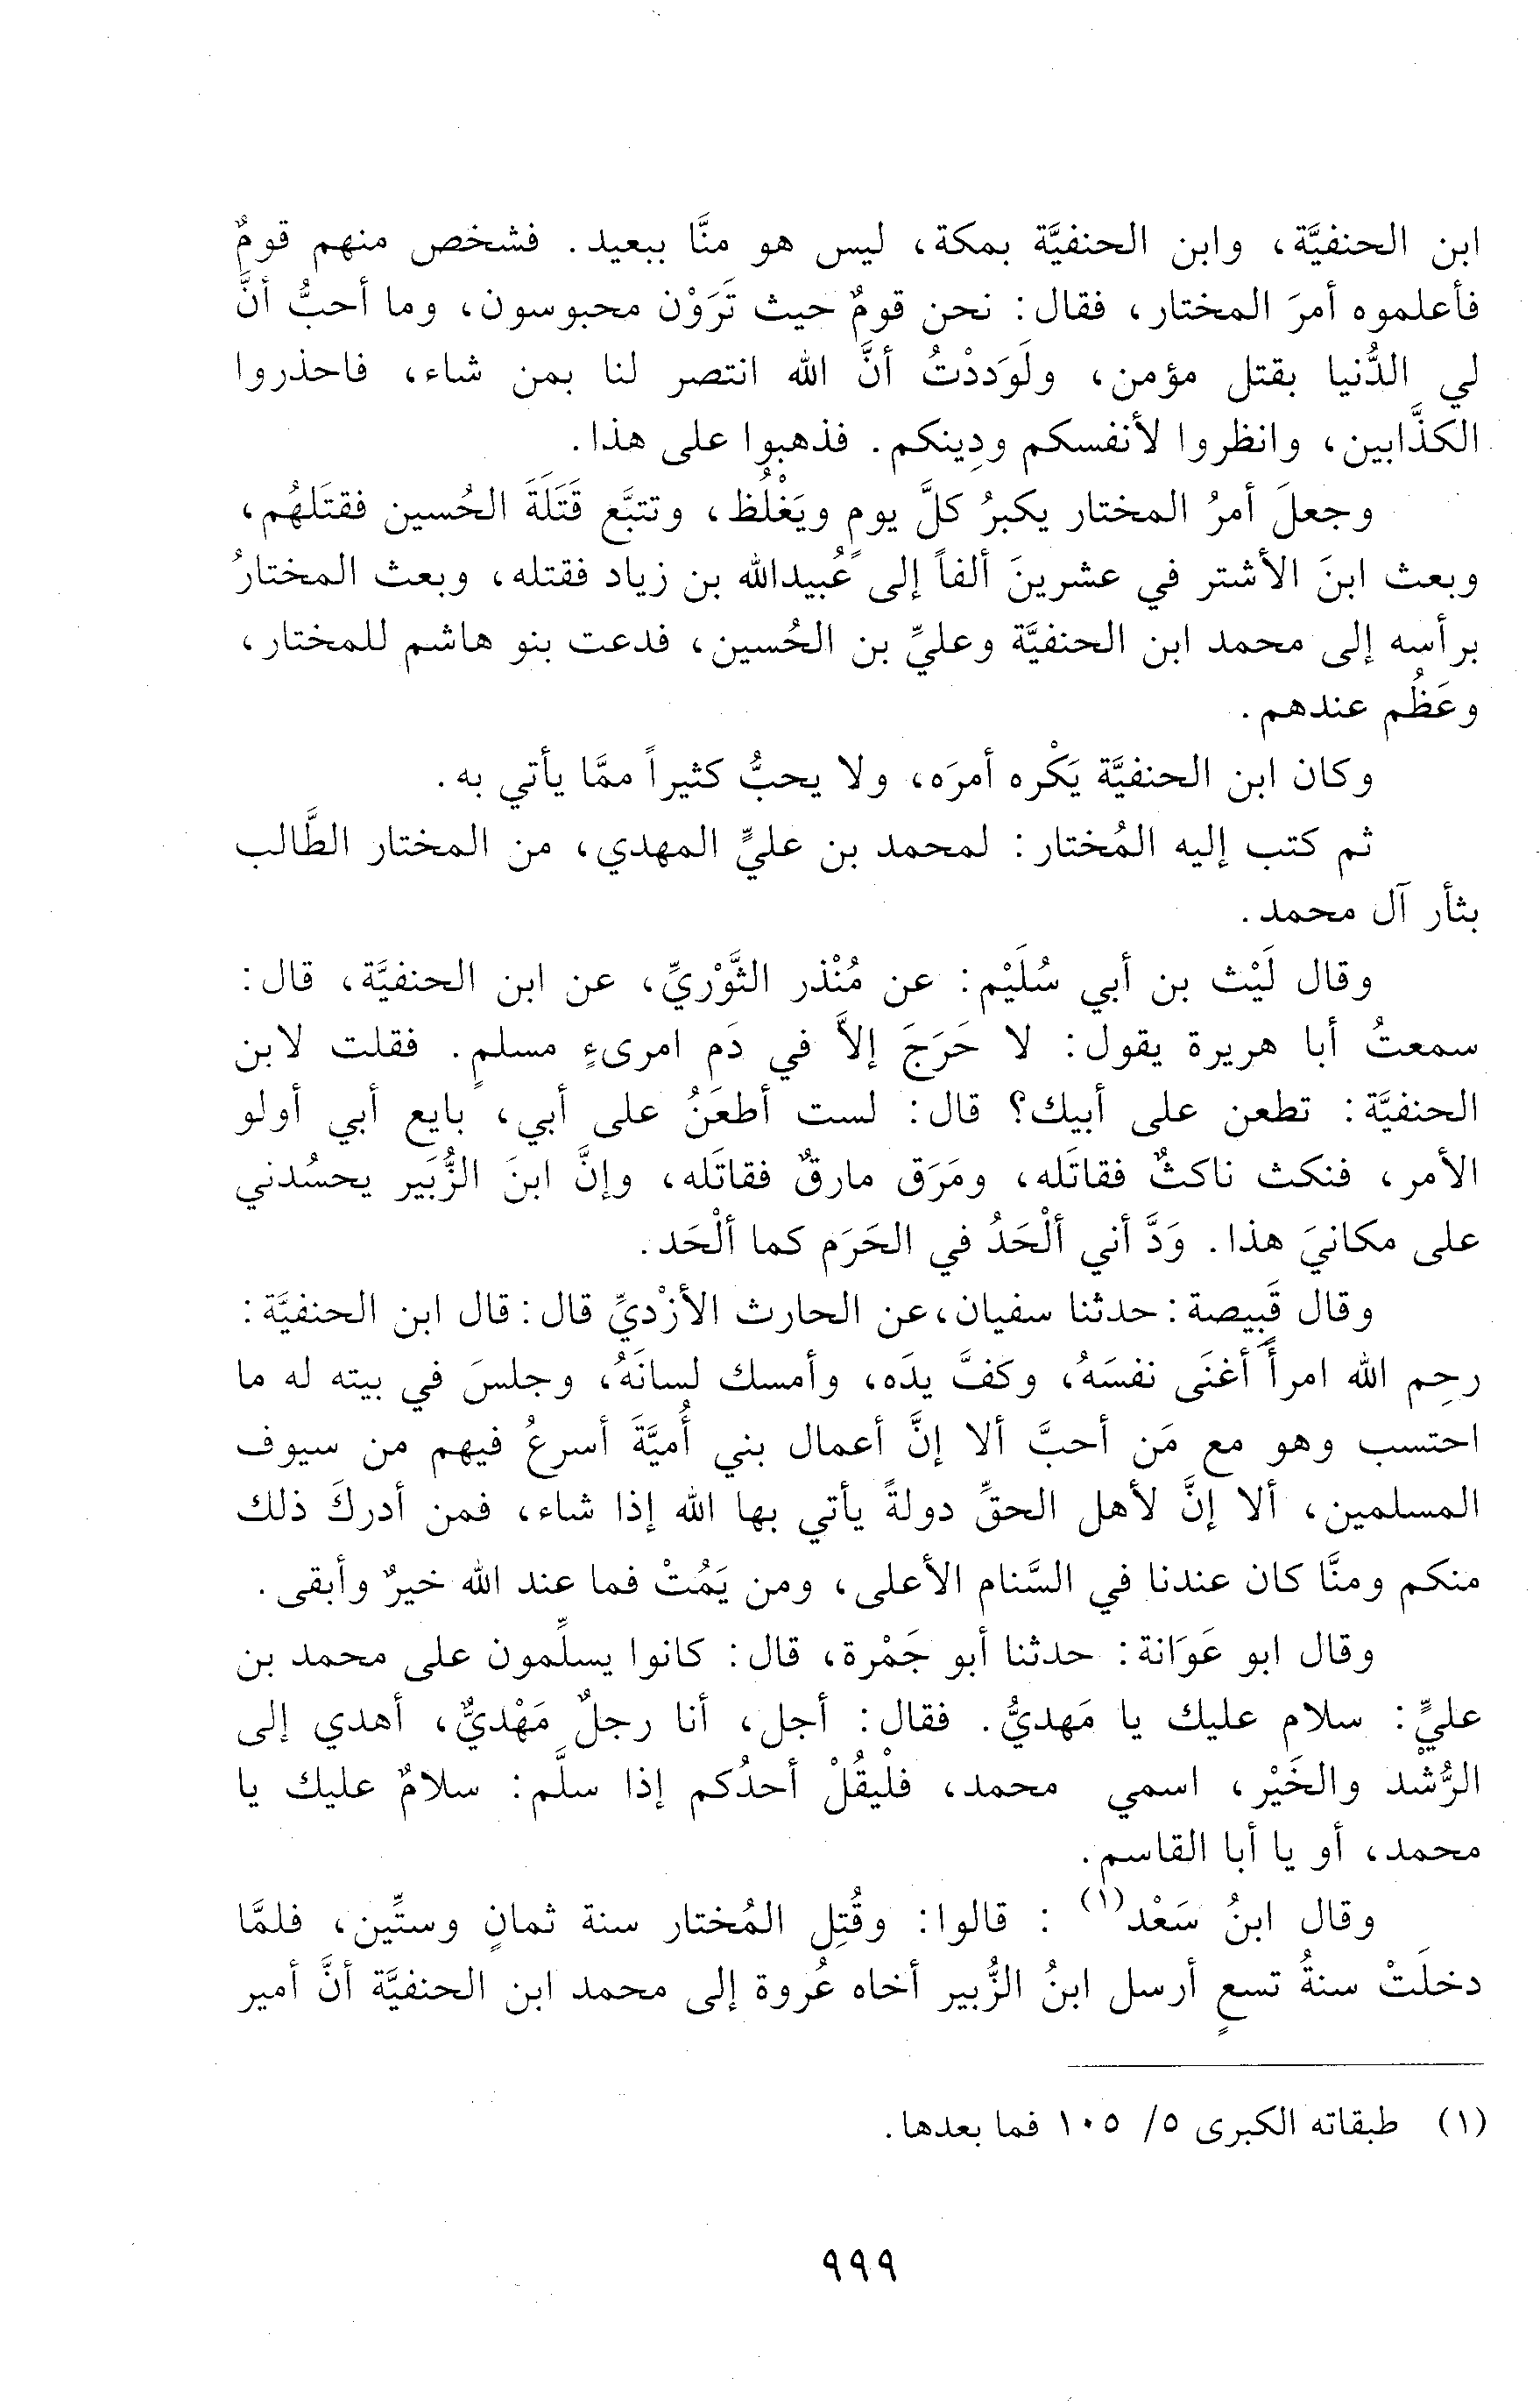 ابن الحنفيَّة، وابن الحنفيَّة بمكة، ليس هو منَّا ببعيد. فشخص منهم قومٌ
فأعلموه أمرَ المختار، فقال: نحن قومٌ حيث تَرَوْن محبوسون، وما أحبُّ أنَّ
لي الدُّنيا بقتل مؤمن، ولَوَددْتُ أنَّ الله انتصر لنا بمن شاء، فاحذروا
الكذَّابين، وانظروا لأنفسكم ودِينكم. فذهبوا على هذا.
وجعلَ أمرُ المختار يكبرُ كلَّ يومٍ ويَغْلُظ، وتتبَّع قَتَلَةَ الحُسين فقتَلهُم،
وبعث ابنَ الأشتر في عشرينَ ألفاً إلى عُبيدالله بن زياد فقتله، وبعث المختارُ
برأسه إلى محمد ابن الحنفيَّة وعليِّ بن الحُسين، فدعت بنو هاشم للمختار،
وعَظُم عندهم.
وكان ابن الحنفيَّة يَكْره أمرَه، ولا يحبُّ كثيراً ممَّا يأتي به.
ثم كتب إليه المُختار: لمحمد بن عليٍّ المهدي، من المختار الطَّالب
بثأر آل محمد.
وقال لَيْث بن أبي سُلَيْم: عن مُنْذر الثَّوْريِّ، عن ابن الحنفيَّة، قال:
سمعتُ أبا هريرة يقول: لا حَرَجَ إلاَّ في دَم امرىءٍ مسلمٍ. فقلت لابن
الحنفيَّة: تطعن على أبيك؟ قال: لست أطعَنُ على أبي، بايع أبي أولو
الأمر، فنكث ناكثٌ فقاتَله، ومَرَق مارقٌ فقاتَله، وإنَّ ابنَ الزُّبَير يحسُدني
على مكانيَ هذا. وَدَّ أني ألْحَدُ في الحَرَم كما ألْحَد.
وقال قَبِيصة: حدثنا سفيان، عن الحارث الأزْديِّ قال: قال ابن الحنفيَّة:
رحِم الله امرأً أغنَى نفسَهُ، وكفَّ يدَه، وأمسك لسانَهُ، وجلسَ في بيته له ما
احتسب وهو مع مَن أحبَّ ألا إنَّ أعمال بني أُميَّةَ أسرعُ فيهم من سيوف
المسلمين، ألا إنَّ لأهل الحقِّ دولةً يأتي بها الله إذا شاء، فمن أدركَ ذلك
منكم ومنَّا كان عندنا في السَّنام الأعلى، ومن يَمُتْ فما عند الله خيرٌ وأبقى.
وقال ابو عَوَانة: حدثنا أبو جَمْرة، قال: كانوا يسلِّمون على محمد بن
عليٍّ: سلام عليك يا مَهديُّ. فقال: أجل، أنا رجلٌ مَهْديٌّ، أهدي إلى
الرُّشْد والخَيْر، اسمي محمد، فلْيقُلْ أحدُكم إذا سلَّم: سلامٌ عليك يا
محمد، أو يا أبا القاسم.
وقال ابنُ سَعْد(١) : قالوا: وقُتِل المُختار سنة ثمانٍ وستِّين، فلمَّا
دخلَتْ سنةُ تسعٍ أرسل ابنُ الزُّبير أخاه عُروة إلى محمد ابن الحنفيَّة أنَّ أمير
(١) طبقاته الكبرى ٥/ ١٠٥ فما بعدها.
٩٩٩